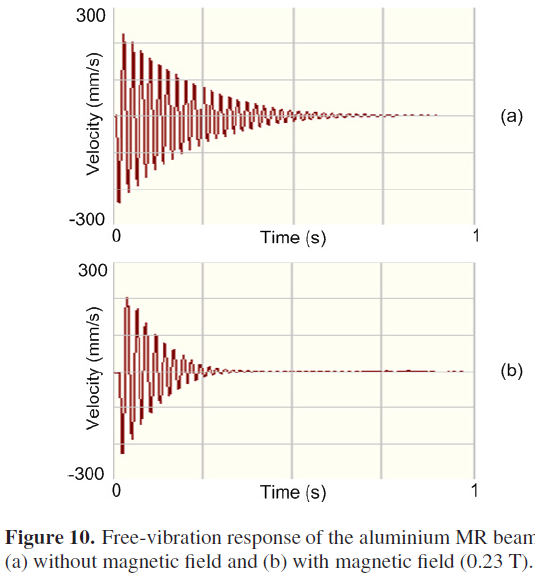 300
Velocity (mm/s)
(a)
-300
0
Time (s)
1
300
Velocity (mm/s)
(b)
-300
0
Time (s)
1
Figure 10. Free-vibration response of the aluminium MR beam
(a) without magnetic field and (b) with magnetic field (0.23 T).